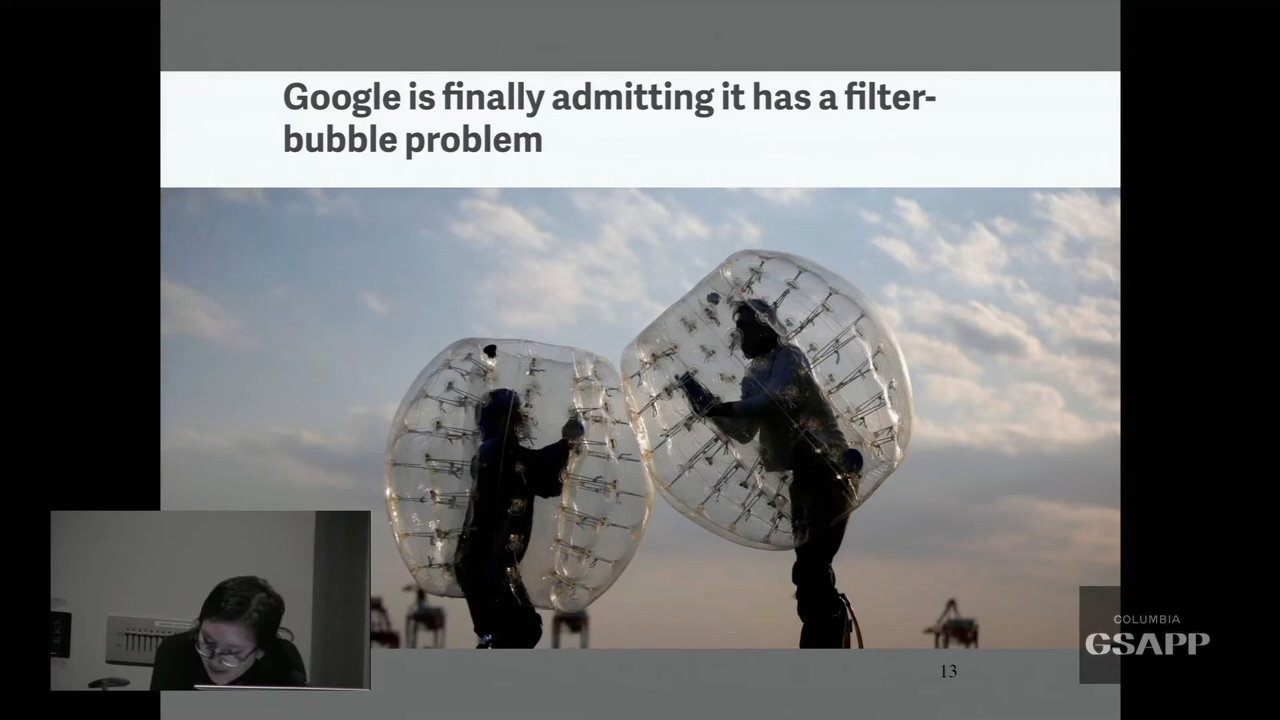 Google is finally admitting it has a filter-
bubble problem
COLUMBIA
GSAPP
13